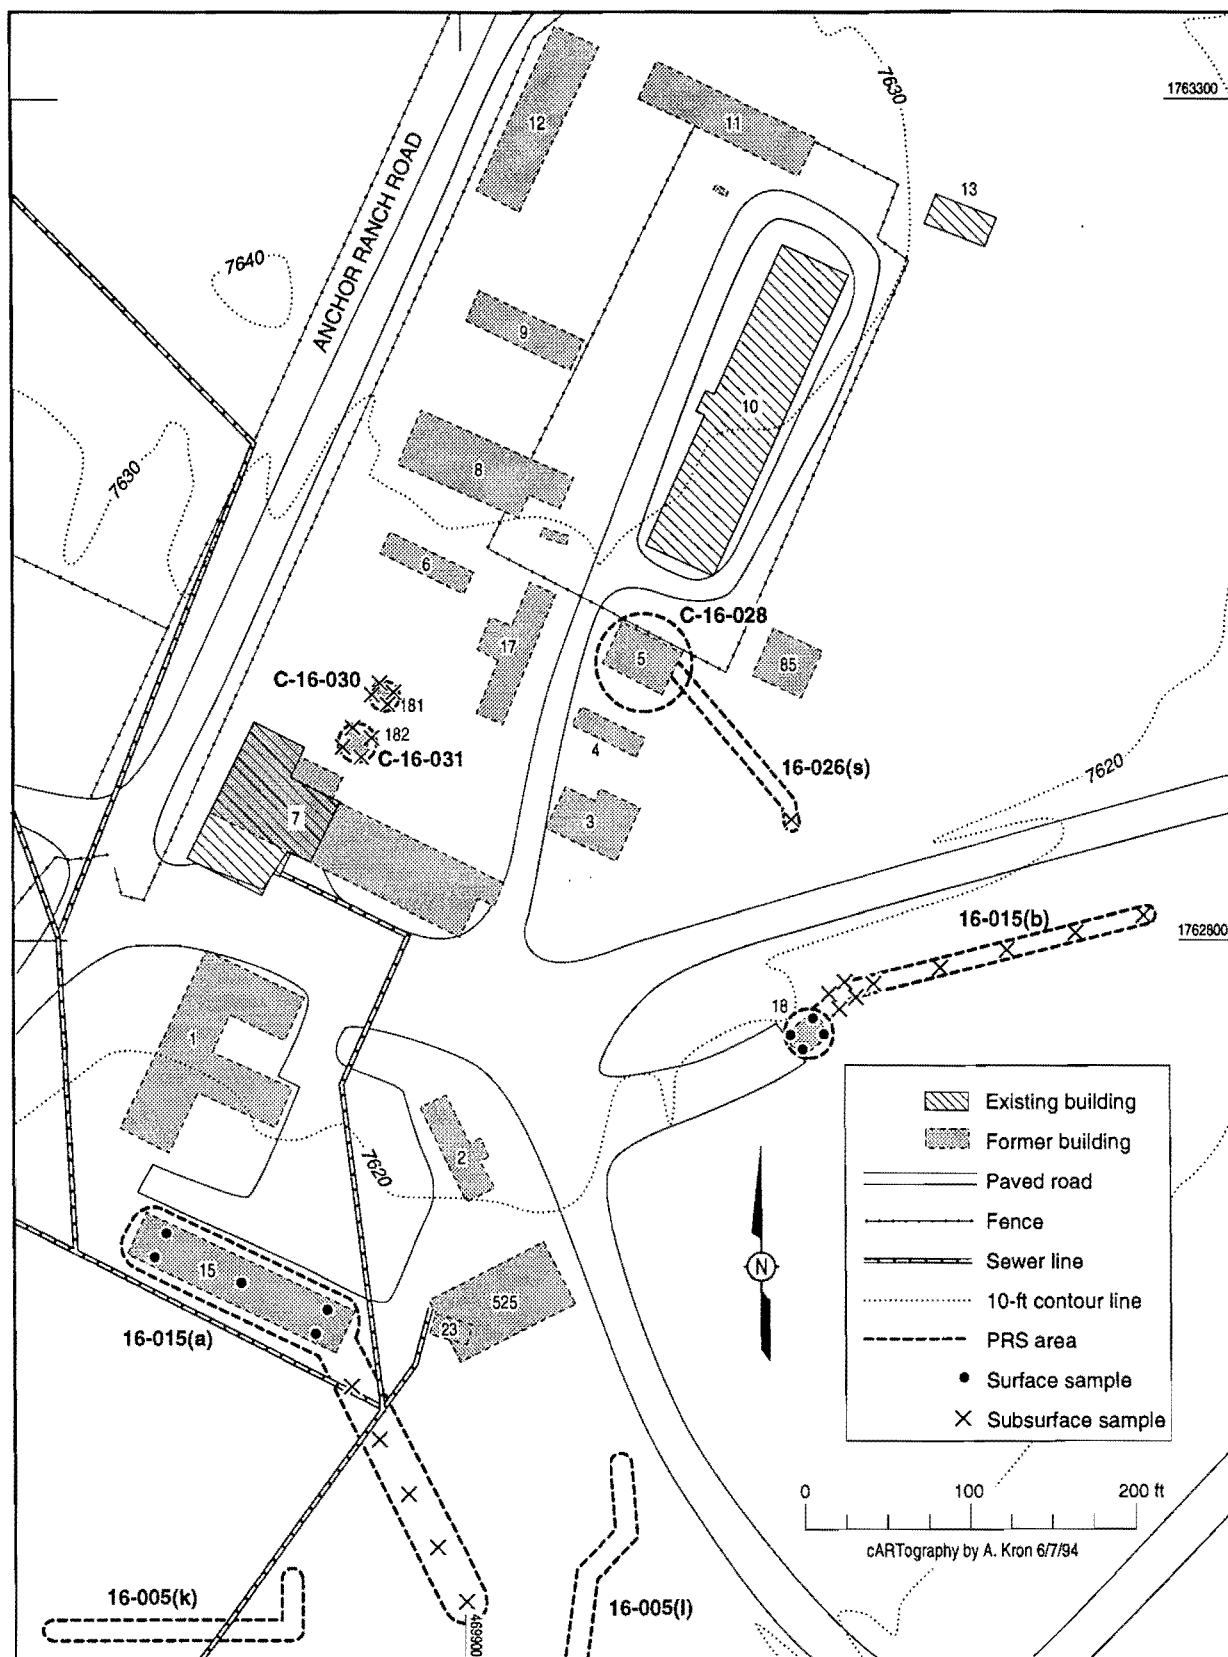 7630
1763300
12
11
13
ANCHOR RANCH ROAD
7640
9
10
8
7630
6
C-16-028
17
5
85
C-16-030
181
182
C-16-031
4
16-026(s)
7620
7
3
16-015(b)
1762800
18
1
2
7620
Existing building
Former building
Paved road
Fence
Sewer line
10-ft contour line
PRS area
Surface sample
Subsurface sample
N
15
525
23
16-015(a)
0 100 200 ft
cARTography by A. Kron 6/7/94
16-005(k)
16-005(l)
469900